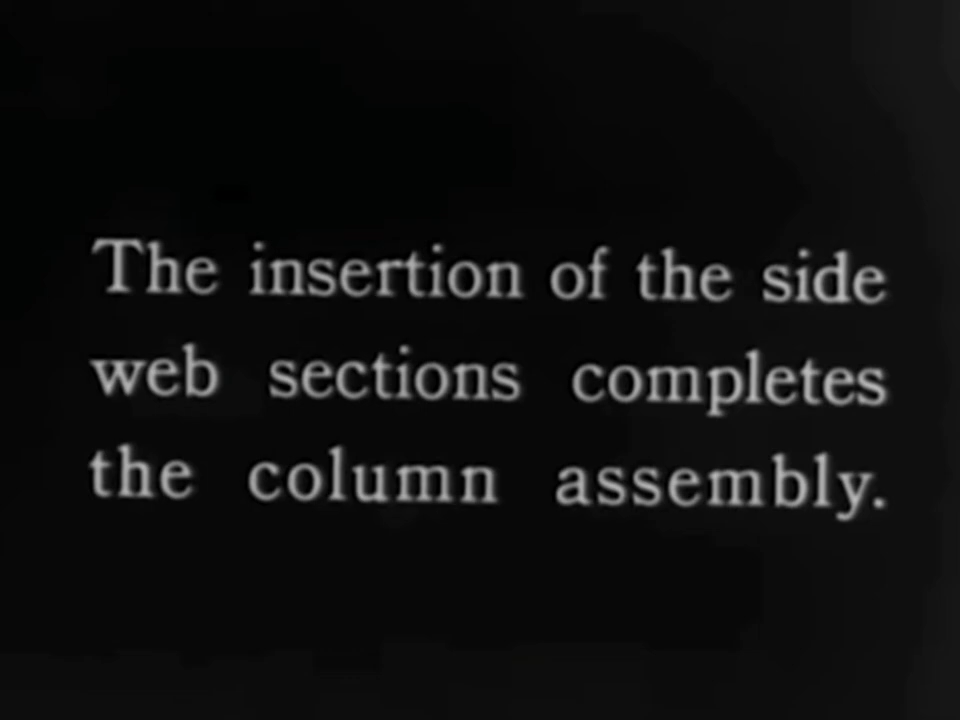 The insertion of the side
web sections completes
the column assembly.